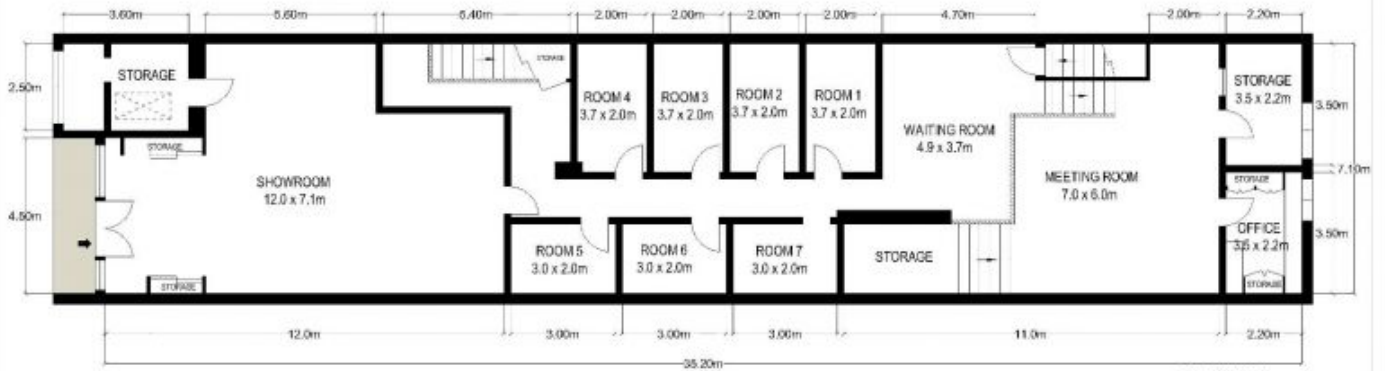 3.60m 5.60m 5.40m 2.00m 2.00m 2.00m 2.00m 4.70m 2.00m 2.20m
2.50m
STORAGE
STORAGE
STORAGE
4.50m
SHOWROOM
12.0 x 7.1m
STORAGE
ROOM 4
3.7 x 2.0m
ROOM 3
3.7 x 2.0m
ROOM 2
3.7 x 2.0m
ROOM 1
3.7 x 2.0m
WAITING ROOM
4.9 x 3.7m
MEETING ROOM
7.0 x 6.0m
STORAGE
3.5 x 2.2m
3.50m
7.10m
STORAGE
OFFICE
3.5 x 2.2m
STORAGE
3.50m
ROOM 5
3.0 x 2.0m
ROOM 6
3.0 x 2.0m
ROOM 7
3.0 x 2.0m
STORAGE
12.0m 3.00m 3.00m 3.00m 11.0m 2.20m